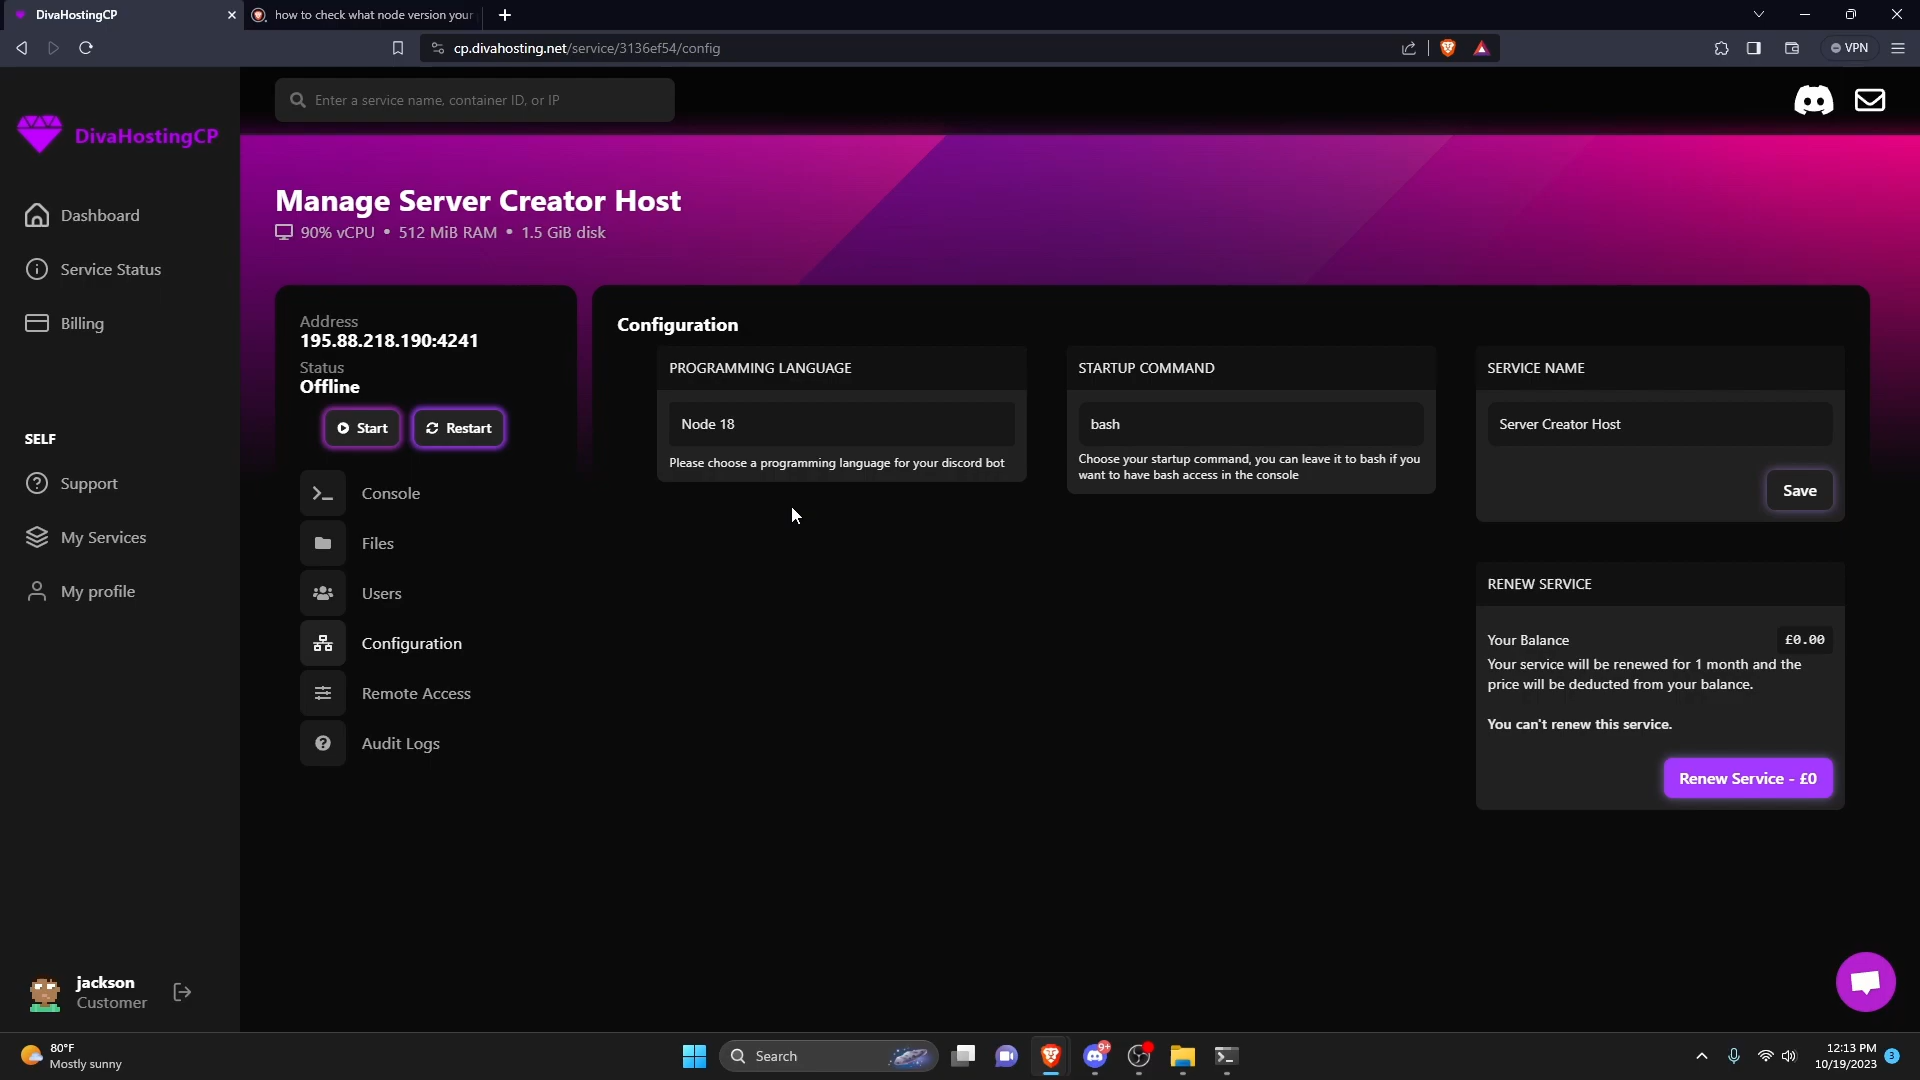 DivaHostingCP
how to check what node version your
cp.divahosting.net/service/3136ef54/config
VPN
DivaHostingCP
Enter a service name, container ID, or IP
Dashboard
Service Status
Billing
SELF
Support
My Services
My profile
jackson
Customer
Manage Server Creator Host
90% vCPU • 512 MiB RAM • 1.5 GiB disk
Address
195.88.218.190:4241
Status
Offline
Start
Restart
Console
Files
Users
Configuration
Remote Access
Audit Logs
Configuration
PROGRAMMING LANGUAGE
Node 18
Please choose a programming language for your discord bot
STARTUP COMMAND
bash
Choose your startup command, you can leave it to bash if you
want to have bash access in the console
SERVICE NAME
Server Creator Host
Save
RENEW SERVICE
Your Balance £0.00
Your service will be renewed for 1 month and the
price will be deducted from your balance.
You can't renew this service.
Renew Service - £0
80°F
Mostly sunny
Search
9+
12:13 PM
10/19/2023
3